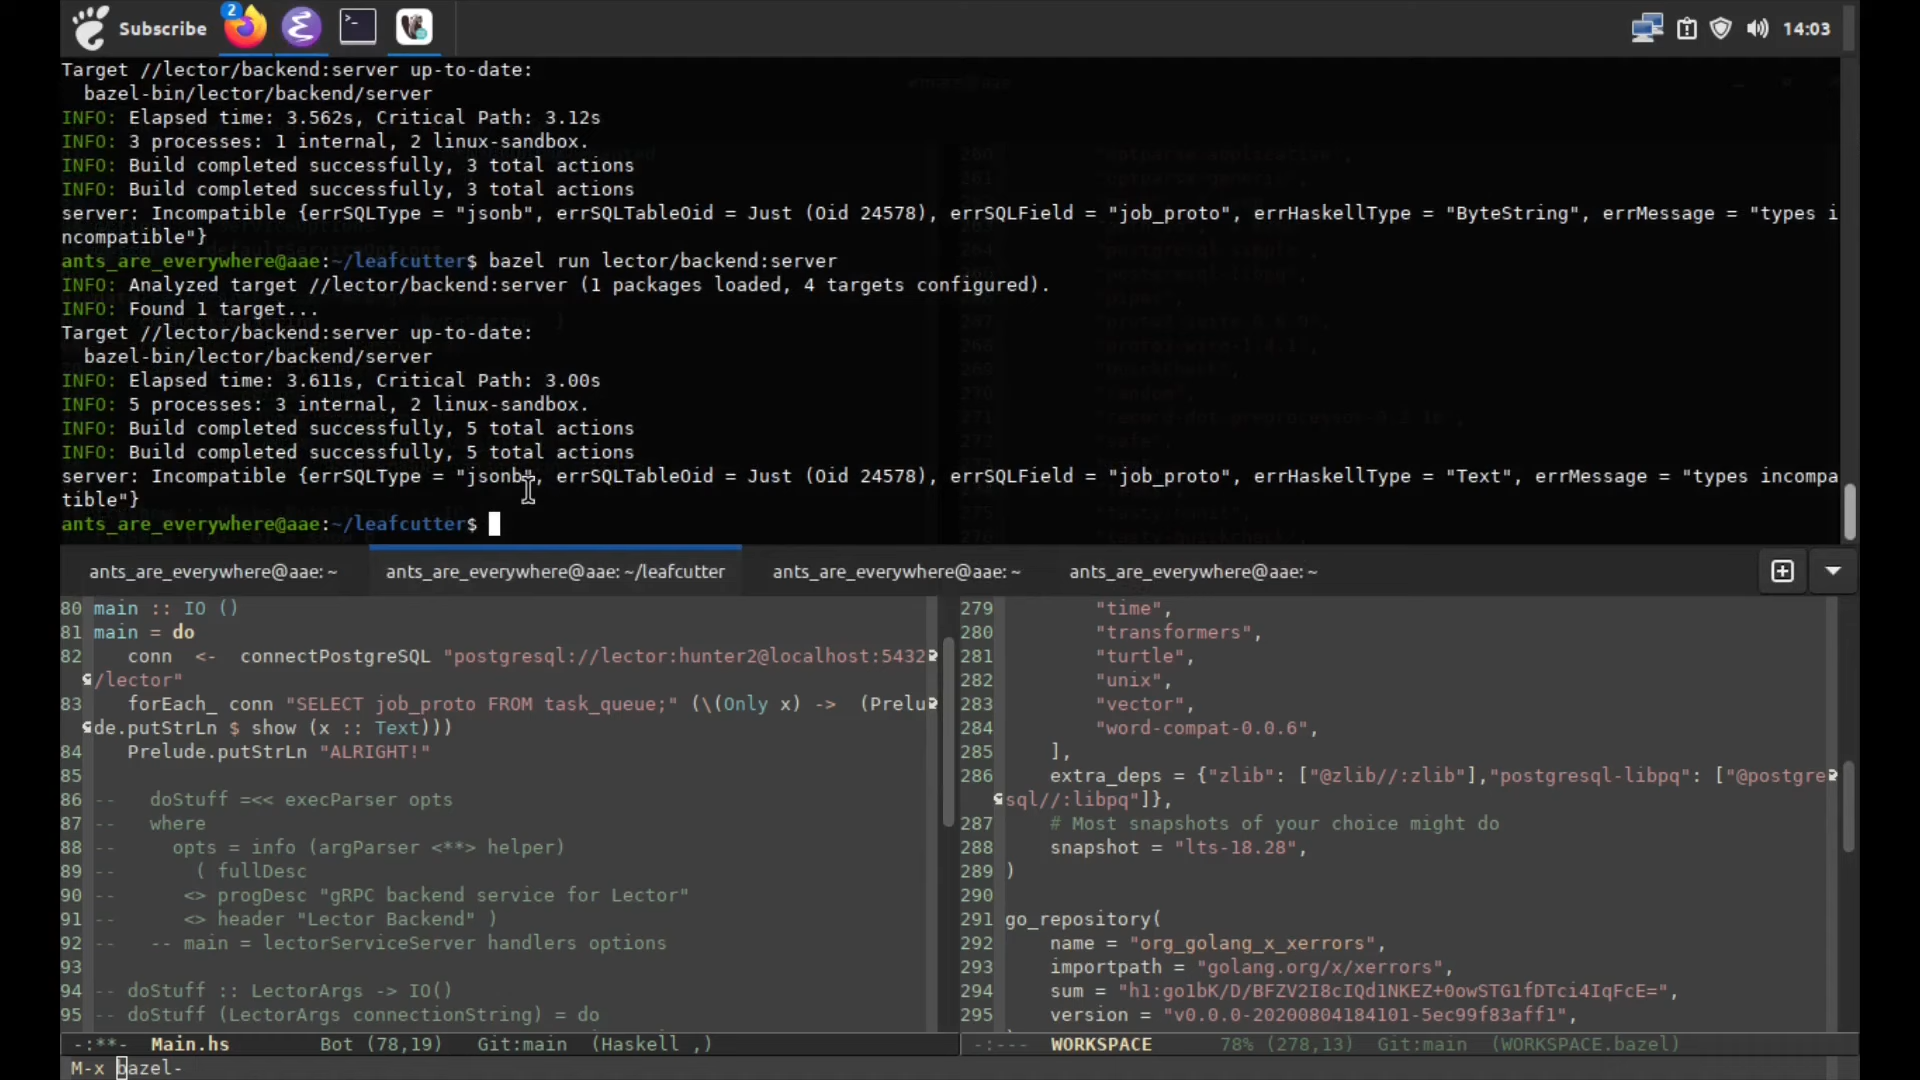 2
Subscribe
14:03
Target //lector/backend:server up-to-date:
  bazel-bin/lector/backend/server
INFO: Elapsed time: 3.562s, Critical Path: 3.12s
INFO: 3 processes: 1 internal, 2 linux-sandbox.
INFO: Build completed successfully, 3 total actions
INFO: Build completed successfully, 3 total actions
server: Incompatible {errSQLType = "jsonb", errSQLTableOid = Just (Oid 24578), errSQLField = "job_proto", errHaskellType = "ByteString", errMessage = "types i
ncompatible"}
ants_are_everywhere@aae:~/leafcutter$ bazel run lector/backend:server
INFO: Analyzed target //lector/backend:server (1 packages loaded, 4 targets configured).
INFO: Found 1 target...
Target //lector/backend:server up-to-date:
  bazel-bin/lector/backend/server
INFO: Elapsed time: 3.611s, Critical Path: 3.00s
INFO: 5 processes: 3 internal, 2 linux-sandbox.
INFO: Build completed successfully, 5 total actions
INFO: Build completed successfully, 5 total actions
server: Incompatible {errSQLType = "jsonb", errSQLTableOid = Just (Oid 24578), errSQLField = "job_proto", errHaskellType = "Text", errMessage = "types incompa
tible"}
ants_are_everywhere@aae:~/leafcutter$
ants_are_everywhere@aae: ~
ants_are_everywhere@aae: ~/leafcutter
ants_are_everywhere@aae: ~
ants_are_everywhere@aae: ~
80 main :: IO ()
81 main = do
82    conn  <-  connectPostgreSQL "postgresql://lector:hunter2@localhost:5432
/lector"
83    forEach_ conn "SELECT job_proto FROM task_queue;" (\(Only x) ->  (Prelu
de.putStrLn $ show (x :: Text)))
84    Prelude.putStrLn "ALRIGHT!"
85
86 --   doStuff =<< execParser opts
87 --   where
88 --     opts = info (argParser <**> helper)
89 --       ( fullDesc
90 --      <> progDesc "gRPC backend service for Lector"
91 --      <> header "Lector Backend" )
92 --   -- main = lectorServiceServer handlers options
93
94 -- doStuff :: LectorArgs -> IO()
95 -- doStuff (LectorArgs connectionString) = do
-:**-  Main.hs        Bot (78,19)   Git:main  (Haskell ,)
279         "time",
280         "transformers",
281         "turtle",
282         "unix",
283         "vector",
284         "word-compat-0.0.6",
285     ],
286     extra_deps = {"zlib": ["@zlib//:zlib"],"postgresql-libpq": ["@postgre
sql//:libpq"]},
287     # Most snapshots of your choice might do
288     snapshot = "lts-18.28",
289 )
290
291 go_repository(
292     name = "org_golang_x_xerrors",
293     importpath = "golang.org/x/xerrors",
294     sum = "h1:go1bK/D/BFZV2I8cIQd1NKEZ+0owSTG1fDTci4IqFcE=",
295     version = "v0.0.0-20200804184101-5ec99f83aff1",
-:---  WORKSPACE      78% (278,13)  Git:main  (WORKSPACE.bazel)
M-x bazel-